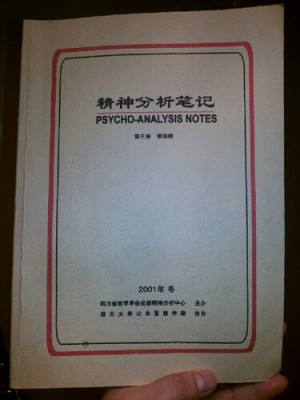 精神分析笔记
PSYCHO-ANALYSIS NOTES
第三卷 第四期
2001年 冬
四川省哲学学会成都精神分析中心 主办
四川大学公共管理学院 协办